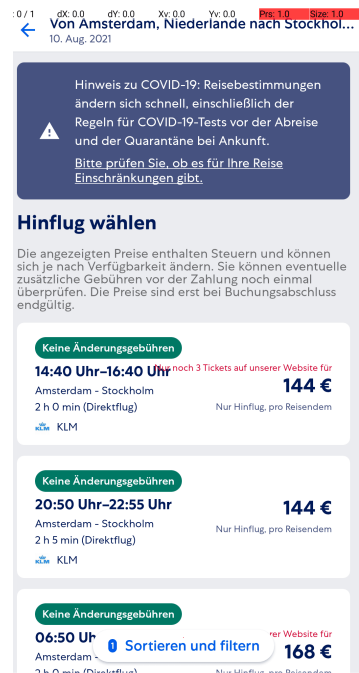 : 0 / 1 dX: 0.0 dY: 0.0 Xv: 0.0 Yv: 0.0 Prs: 1.0 Size: 1.0
Von Amsterdam, Niederlande nach Stockhol...
10. Aug. 2021
Hinweis zu COVID-19: Reisebestimmungen
ändern sich schnell, einschließlich der
Regeln für COVID-19-Tests vor der Abreise
und der Quarantäne bei Ankunft.
Bitte prüfen Sie, ob es für Ihre Reise
Einschränkungen gibt.
Hinflug wählen
Die angezeigten Preise enthalten Steuern und können
sich je nach Verfügbarkeit ändern. Sie können eventuelle
zusätzliche Gebühren vor der Zahlung noch einmal
überprüfen. Die Preise sind erst bei Buchungsabschluss
endgültig.
Keine Änderungsgebühren
Nur noch 3 Tickets auf unserer Website für
14:40 Uhr–16:40 Uhr
144 €
Amsterdam - Stockholm
Nur Hinflug, pro Reisendem
2 h 0 min (Direktflug)
KLM KLM
Keine Änderungsgebühren
20:50 Uhr–22:55 Uhr
144 €
Amsterdam - Stockholm
Nur Hinflug, pro Reisendem
2 h 5 min (Direktflug)
KLM KLM
Keine Änderungsgebühren
06:50 Uh
rer Website für
168 €
1 Sortieren und filtern
Amsterdam
2 h 0 min (Direktflug)
Nur Hinflug, pro Reisendem